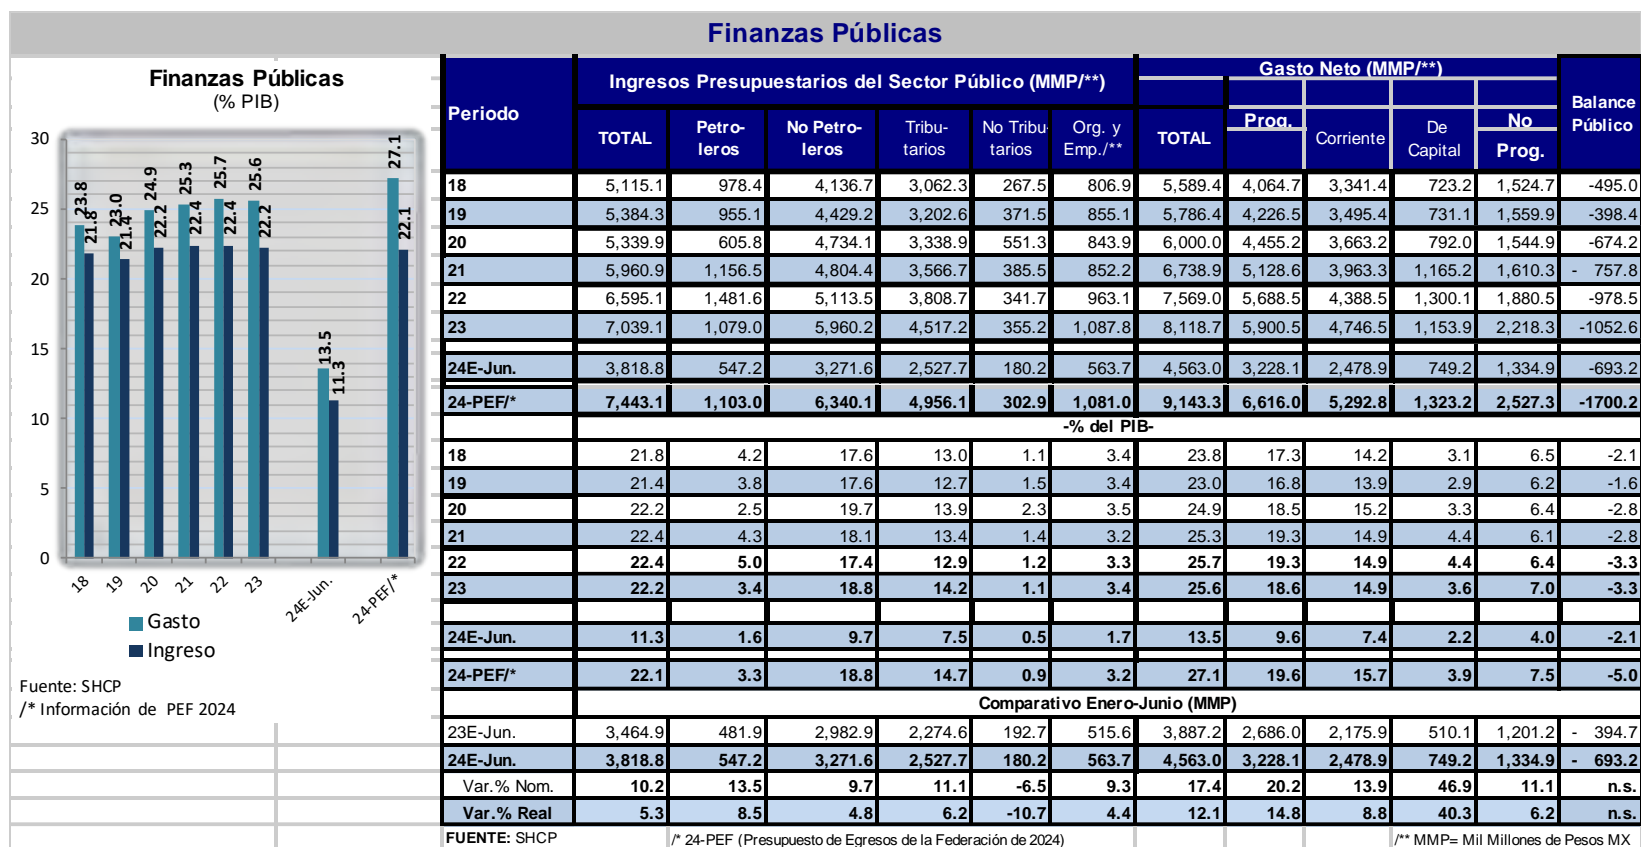 Finanzas Públicas
Finanzas Públicas
(% PIB)
30
25
20
15
10
5
0
23.8
21.8
23.0
21.4
24.9
22.2
25.3
22.4
25.7
22.4
25.6
22.2
13.5
11.3
27.1
22.1
18
19
20
21
22
23
24E-Jun.
24-PEF/*
Gasto
Ingreso
Fuente: SHCP
/* Información de PEF 2024
Periodo
Ingresos Presupuestarios del Sector Público (MMP/**)
Gasto Neto (MMP/**)
Balance
Público
TOTAL
Petro-
leros
No Petro-
leros
Tribu-
tarios
No Tribu-
tarios
Org. y
Emp./**
TOTAL
Prog.
Corriente
De
Capital
No
Prog.
18 5,115.1 978.4 4,136.7 3,062.3 267.5 806.9 5,589.4 4,064.7 3,341.4 723.2 1,524.7 -495.0
19 5,384.3 955.1 4,429.2 3,202.6 371.5 855.1 5,786.4 4,226.5 3,495.4 731.1 1,559.9 -398.4
20 5,339.9 605.8 4,734.1 3,338.9 551.3 843.9 6,000.0 4,455.2 3,663.2 792.0 1,544.9 -674.2
21 5,960.9 1,156.5 4,804.4 3,566.7 385.5 852.2 6,738.9 5,128.6 3,963.3 1,165.2 1,610.3 - 757.8
22 6,595.1 1,481.6 5,113.5 3,808.7 341.7 963.1 7,569.0 5,688.5 4,388.5 1,300.1 1,880.5 -978.5
23 7,039.1 1,079.0 5,960.2 4,517.2 355.2 1,087.8 8,118.7 5,900.5 4,746.5 1,153.9 2,218.3 -1052.6
24E-Jun. 3,818.8 547.2 3,271.6 2,527.7 180.2 563.7 4,563.0 3,228.1 2,478.9 749.2 1,334.9 -693.2
24-PEF/* 7,443.1 1,103.0 6,340.1 4,956.1 302.9 1,081.0 9,143.3 6,616.0 5,292.8 1,323.2 2,527.3 -1700.2
-% del PIB-
18 21.8 4.2 17.6 13.0 1.1 3.4 23.8 17.3 14.2 3.1 6.5 -2.1
19 21.4 3.8 17.6 12.7 1.5 3.4 23.0 16.8 13.9 2.9 6.2 -1.6
20 22.2 2.5 19.7 13.9 2.3 3.5 24.9 18.5 15.2 3.3 6.4 -2.8
21 22.4 4.3 18.1 13.4 1.4 3.2 25.3 19.3 14.9 4.4 6.1 -2.8
22 22.4 5.0 17.4 12.9 1.2 3.3 25.7 19.3 14.9 4.4 6.4 -3.3
23 22.2 3.4 18.8 14.2 1.1 3.4 25.6 18.6 14.9 3.6 7.0 -3.3
24E-Jun. 11.3 1.6 9.7 7.5 0.5 1.7 13.5 9.6 7.4 2.2 4.0 -2.1
24-PEF/* 22.1 3.3 18.8 14.7 0.9 3.2 27.1 19.6 15.7 3.9 7.5 -5.0
Comparativo Enero-Junio (MMP)
23E-Jun. 3,464.9 481.9 2,982.9 2,274.6 192.7 515.6 3,887.2 2,686.0 2,175.9 510.1 1,201.2 - 394.7
24E-Jun. 3,818.8 547.2 3,271.6 2,527.7 180.2 563.7 4,563.0 3,228.1 2,478.9 749.2 1,334.9 - 693.2
Var.% Nom. 10.2 13.5 9.7 11.1 -6.5 9.3 17.4 20.2 13.9 46.9 11.1 n.s.
Var.% Real 5.3 8.5 4.8 6.2 -10.7 4.4 12.1 14.8 8.8 40.3 6.2 n.s.
FUENTE: SHCP /* 24-PEF (Presupuesto de Egresos de la Federación de 2024) /** MMP= Mil Millones de Pesos MX